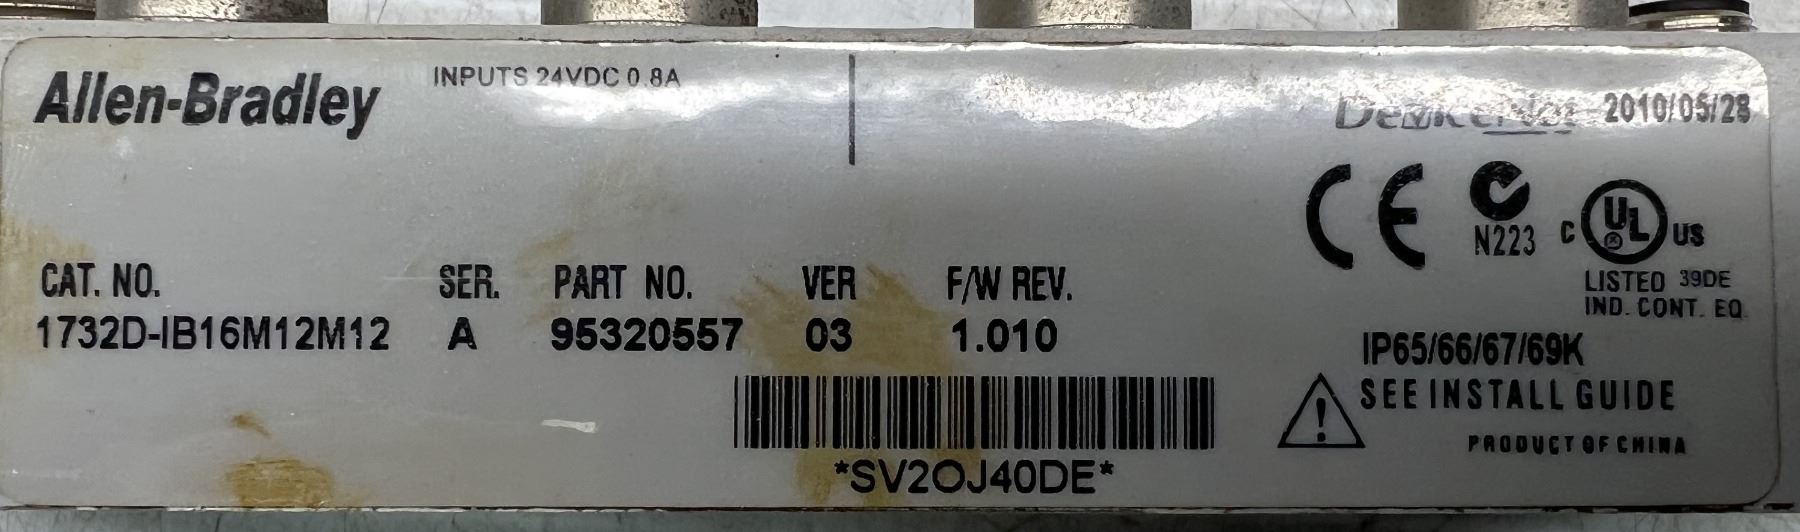 Allen-Bradley
INPUTS 24VDC 0.8A
DeviceNet 2010/05/28
CE
N223
C UL US
LISTED 39DE
IND. CONT. EQ.
CAT. NO. SER. PART NO. VER F/W REV.
1732D-IB16M12M12 A 95320557 03 1.010
IP65/66/67/69K
! SEE INSTALL GUIDE
PRODUCT OF CHINA
*SV2OJ40DE*